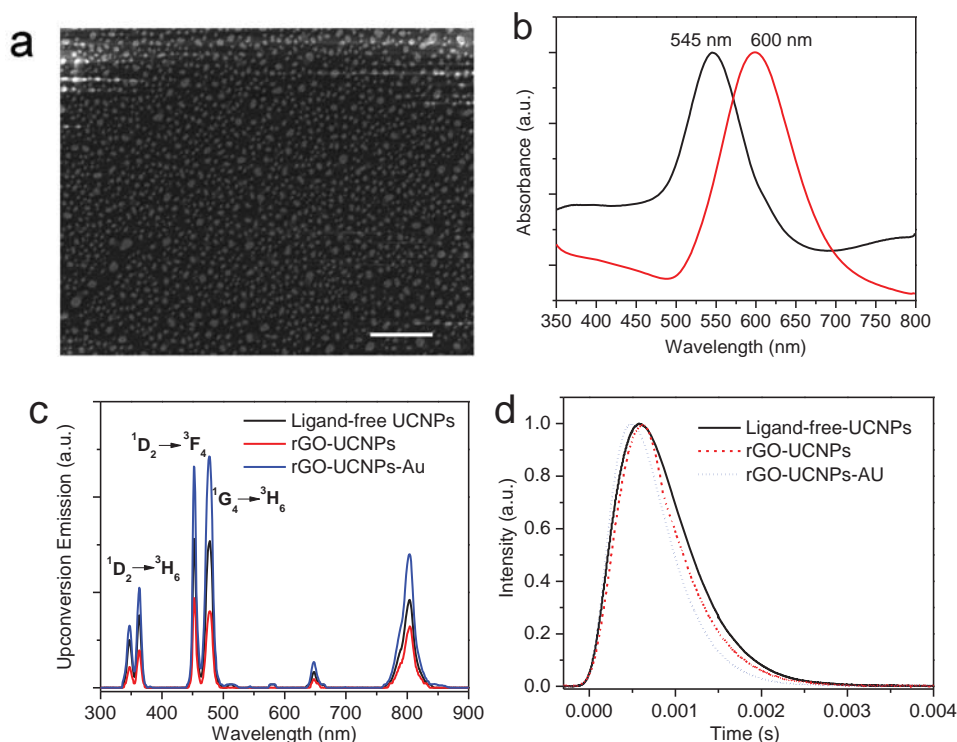 a
b
545 nm
600 nm
Absorbance (a.u.)
350 400 450 500 550 600 650 700 750 800
Wavelength (nm)
c
Ligand-free UCNPs
rGO-UCNPs
rGO-UCNPs-Au
¹D₂→³F₄
¹G₄→³H₆
¹D₂→³H₆
Upconversion Emission (a.u.)
300 400 500 600 700 800 900
Wavelength (nm)
d
Ligand-free-UCNPs
rGO-UCNPs
rGO-UCNPs-AU
Intensity (a.u.)
1.0
0.8
0.6
0.4
0.2
0.0
0.000 0.001 0.002 0.003 0.004
Time (s)